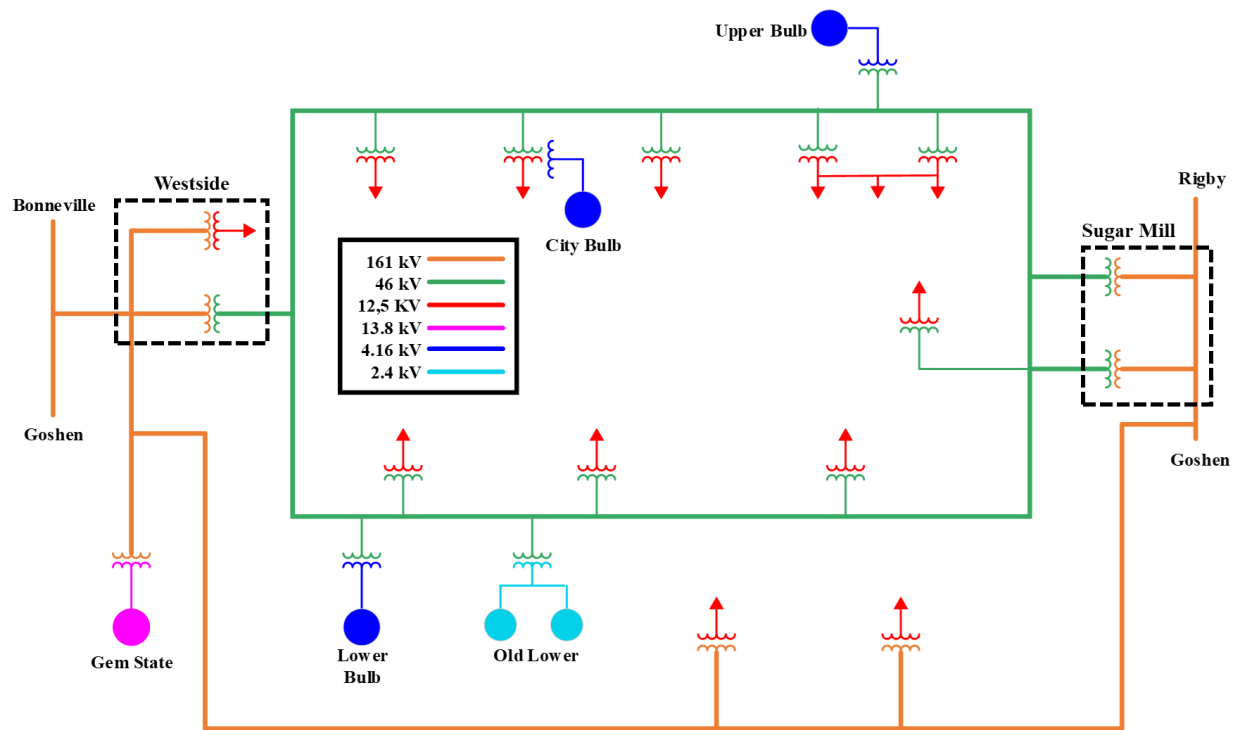 Upper Bulb
Westside
Bonneville
Rigby
City Bulb
Sugar Mill
161 kV
46 kV
12,5 KV
13.8 kV
4.16 kV
2.4 kV
Goshen
Goshen
Gem State
Lower
Bulb
Old Lower